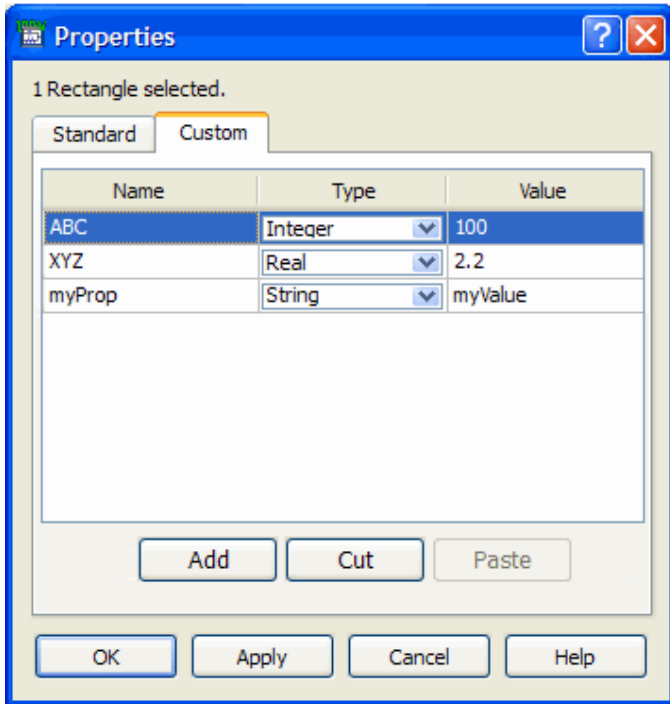 Properties
1 Rectangle selected.
Standard Custom
Name Type Value
ABC Integer 100
XYZ Real 2.2
myProp String myValue
Add Cut Paste
OK Apply Cancel Help